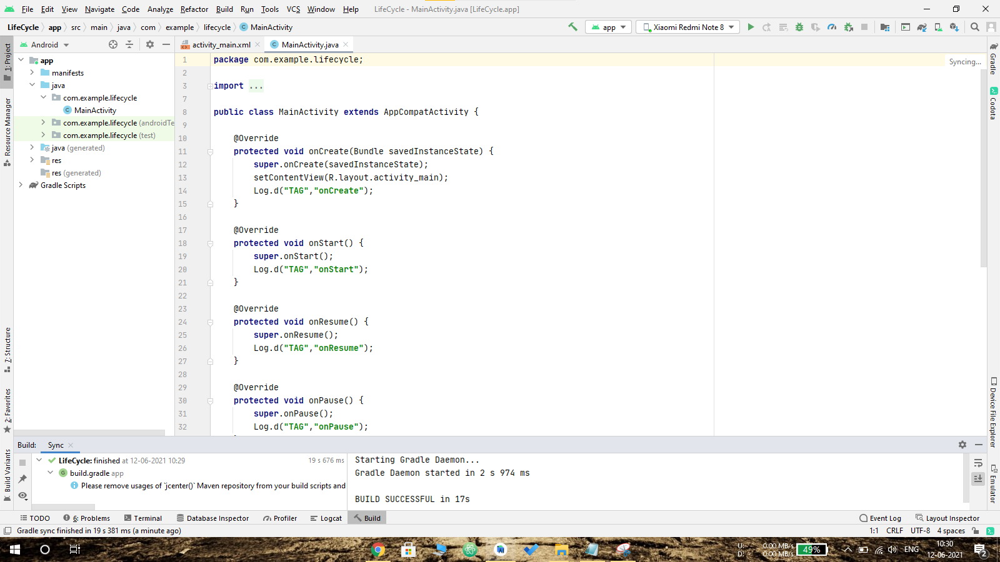 File Edit View Navigate Code Analyze Refactor Build Run Tools VCS Window Help LifeCycle - MainActivity.java [LifeCycle.app]
LifeCycle app src main java com example lifecycle MainActivity app Xiaomi Redmi Note 8
Android activity_main.xml MainActivity.java
1: Project
Resource Manager
7: Structure
2: Favorites
Build Variants
app
manifests
java
com.example.lifecycle
MainActivity
com.example.lifecycle (androidTe
com.example.lifecycle (test)
java (generated)
res
res (generated)
Gradle Scripts
1 package com.example.lifecycle;
2
3 import ...
7
8 public class MainActivity extends AppCompatActivity {
9
10 @Override
11 protected void onCreate(Bundle savedInstanceState) {
12 super.onCreate(savedInstanceState);
13 setContentView(R.layout.activity_main);
14 Log.d("TAG","onCreate");
15 }
16
17 @Override
18 protected void onStart() {
19 super.onStart();
20 Log.d("TAG","onStart");
21 }
22
23 @Override
24 protected void onResume() {
25 super.onResume();
26 Log.d("TAG","onResume");
27 }
28
29 @Override
30 protected void onPause() {
31 super.onPause();
32 Log.d("TAG","onPause");
Syncing...
Gradle
Codota
Device File Explorer
Emulator
Build: Sync
LifeCycle: finished at 12-06-2021 10:29 19 s 676 ms
build.gradle app
Please remove usages of `jcenter()` Maven repository from your build scripts and
Starting Gradle Daemon...
Gradle Daemon started in 2 s 974 ms
BUILD SUCCESSFUL in 17s
TODO 6: Problems Terminal Database Inspector Profiler Logcat Build Event Log Layout Inspector
Gradle sync finished in 19 s 381 ms (a minute ago) 1:1 CRLF UTF-8 4 spaces
U: 0.00 MB/s
D: 0.00 MB/s
49%
ENG
10:30
12-06-2021
2